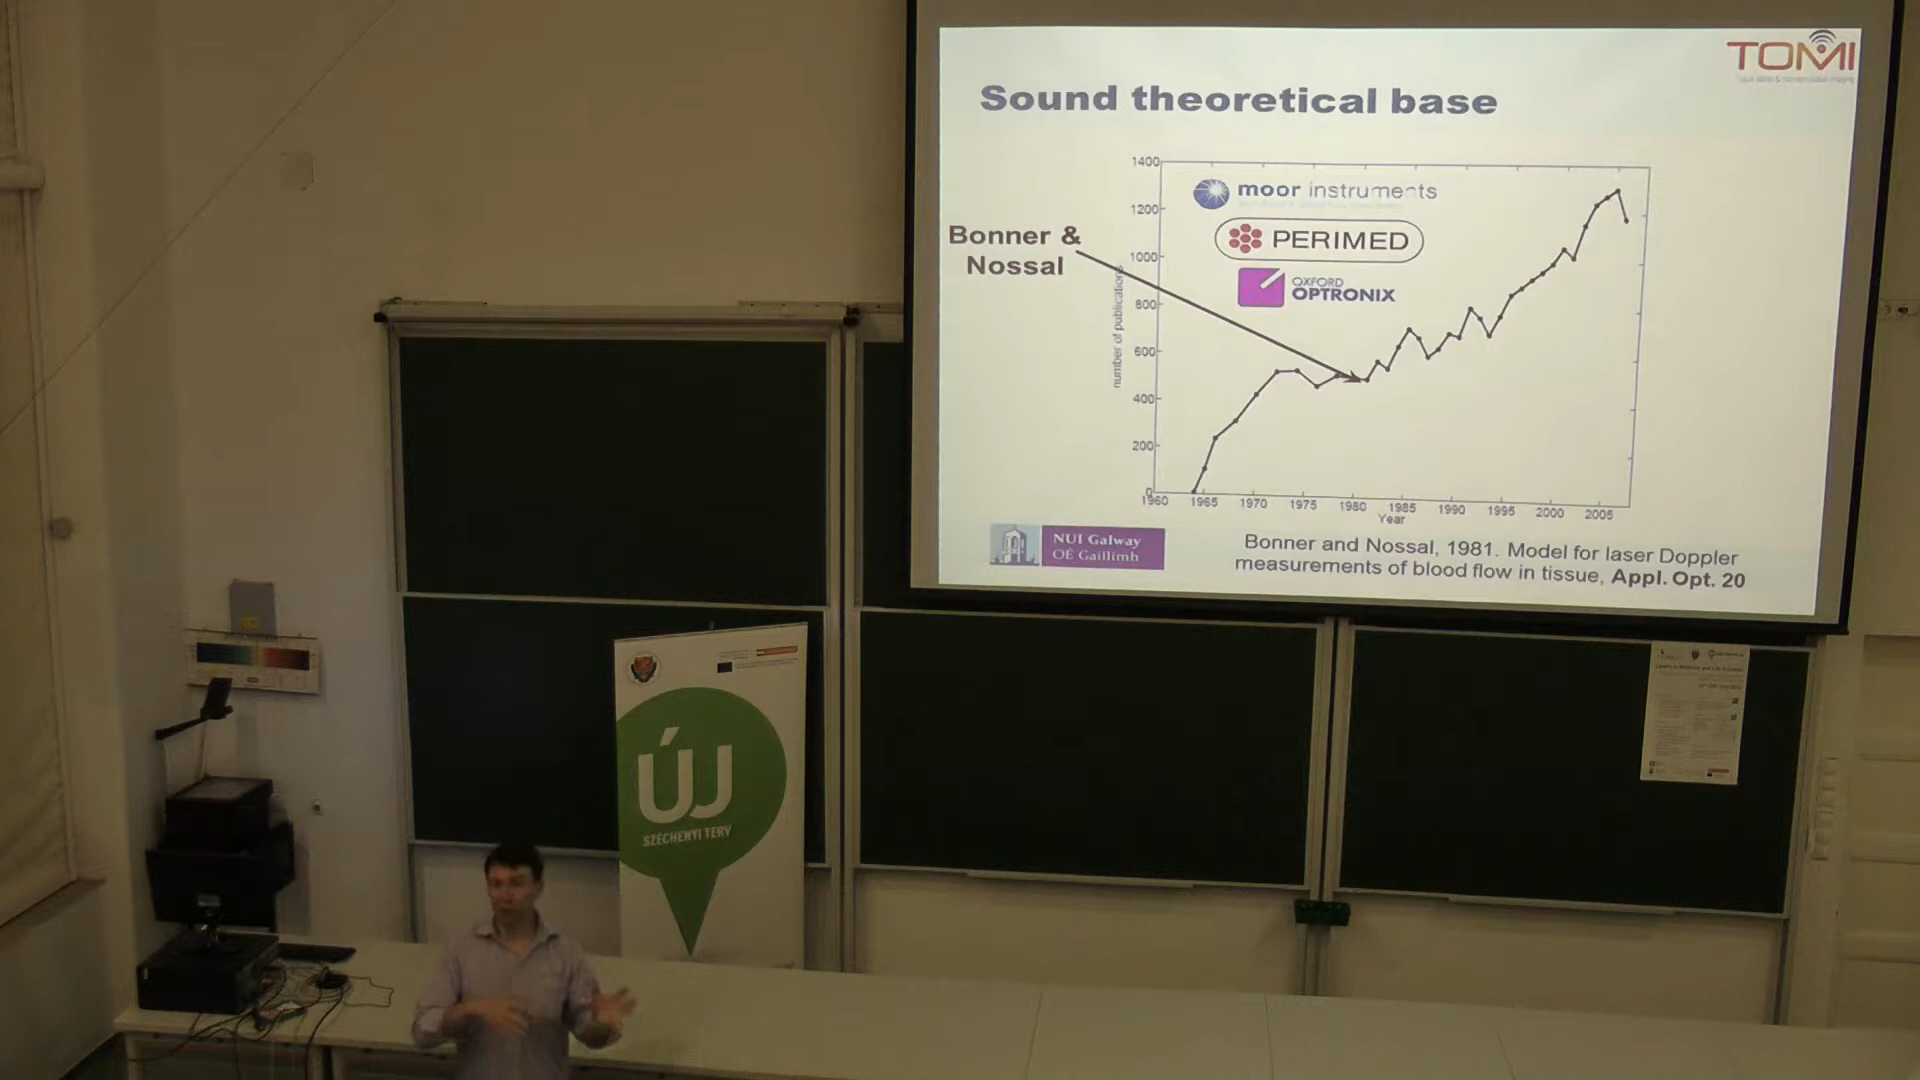 TOMI
Sound theoretical base
Bonner &
Nossal
moor instruments
PERIMED
OXFORD
OPTRONIX
number of publications
1400
1200
1000
800
600
400
200
0
1960 1965 1970 1975 1980 1985 1990 1995 2000 2005
Year
NUI Galway
OÉ Gaillimh
Bonner and Nossal, 1981. Model for laser Doppler
measurements of blood flow in tissue, Appl. Opt. 20
ÚJ
SZÉCHENYI TERV